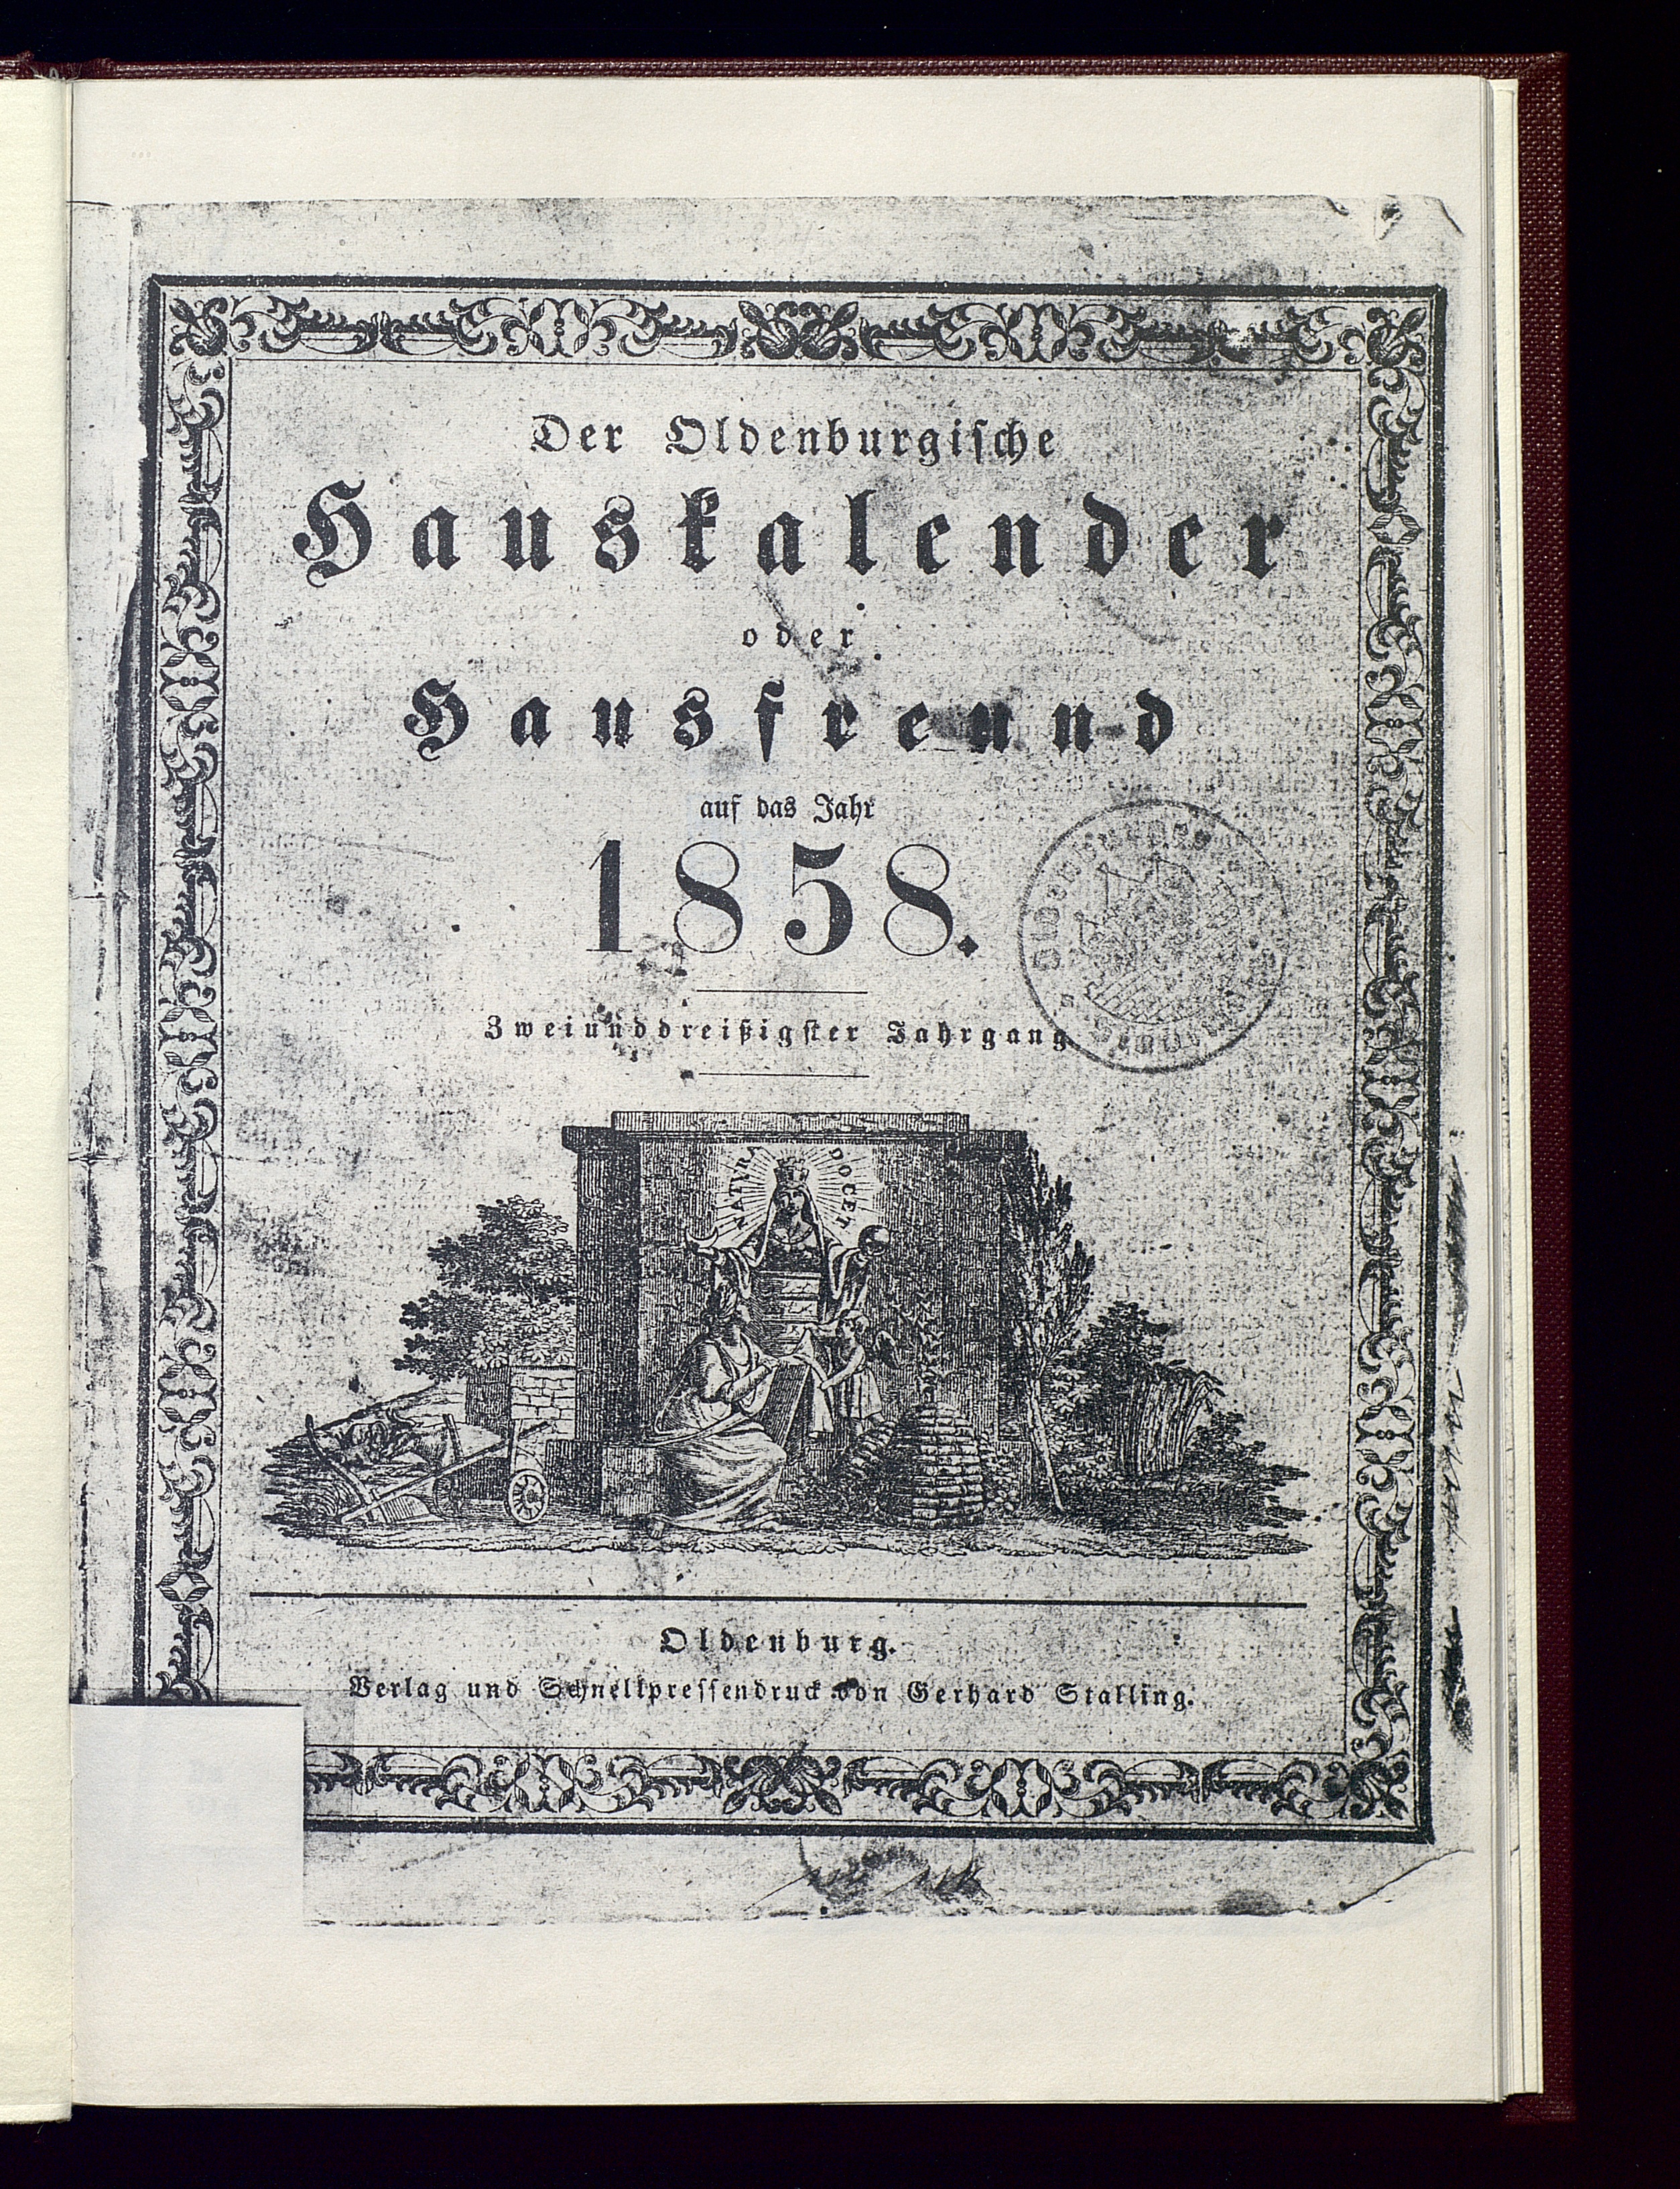 Der Oldenburgische
Hauskalender
oder
Hausfreund
auf das Jahr
1858.
Zweiunddreißigster Jahrgang
NATURA DOCET
Oldenburg.
Verlag und Schnellpressendruck von Gerhard Stalling.